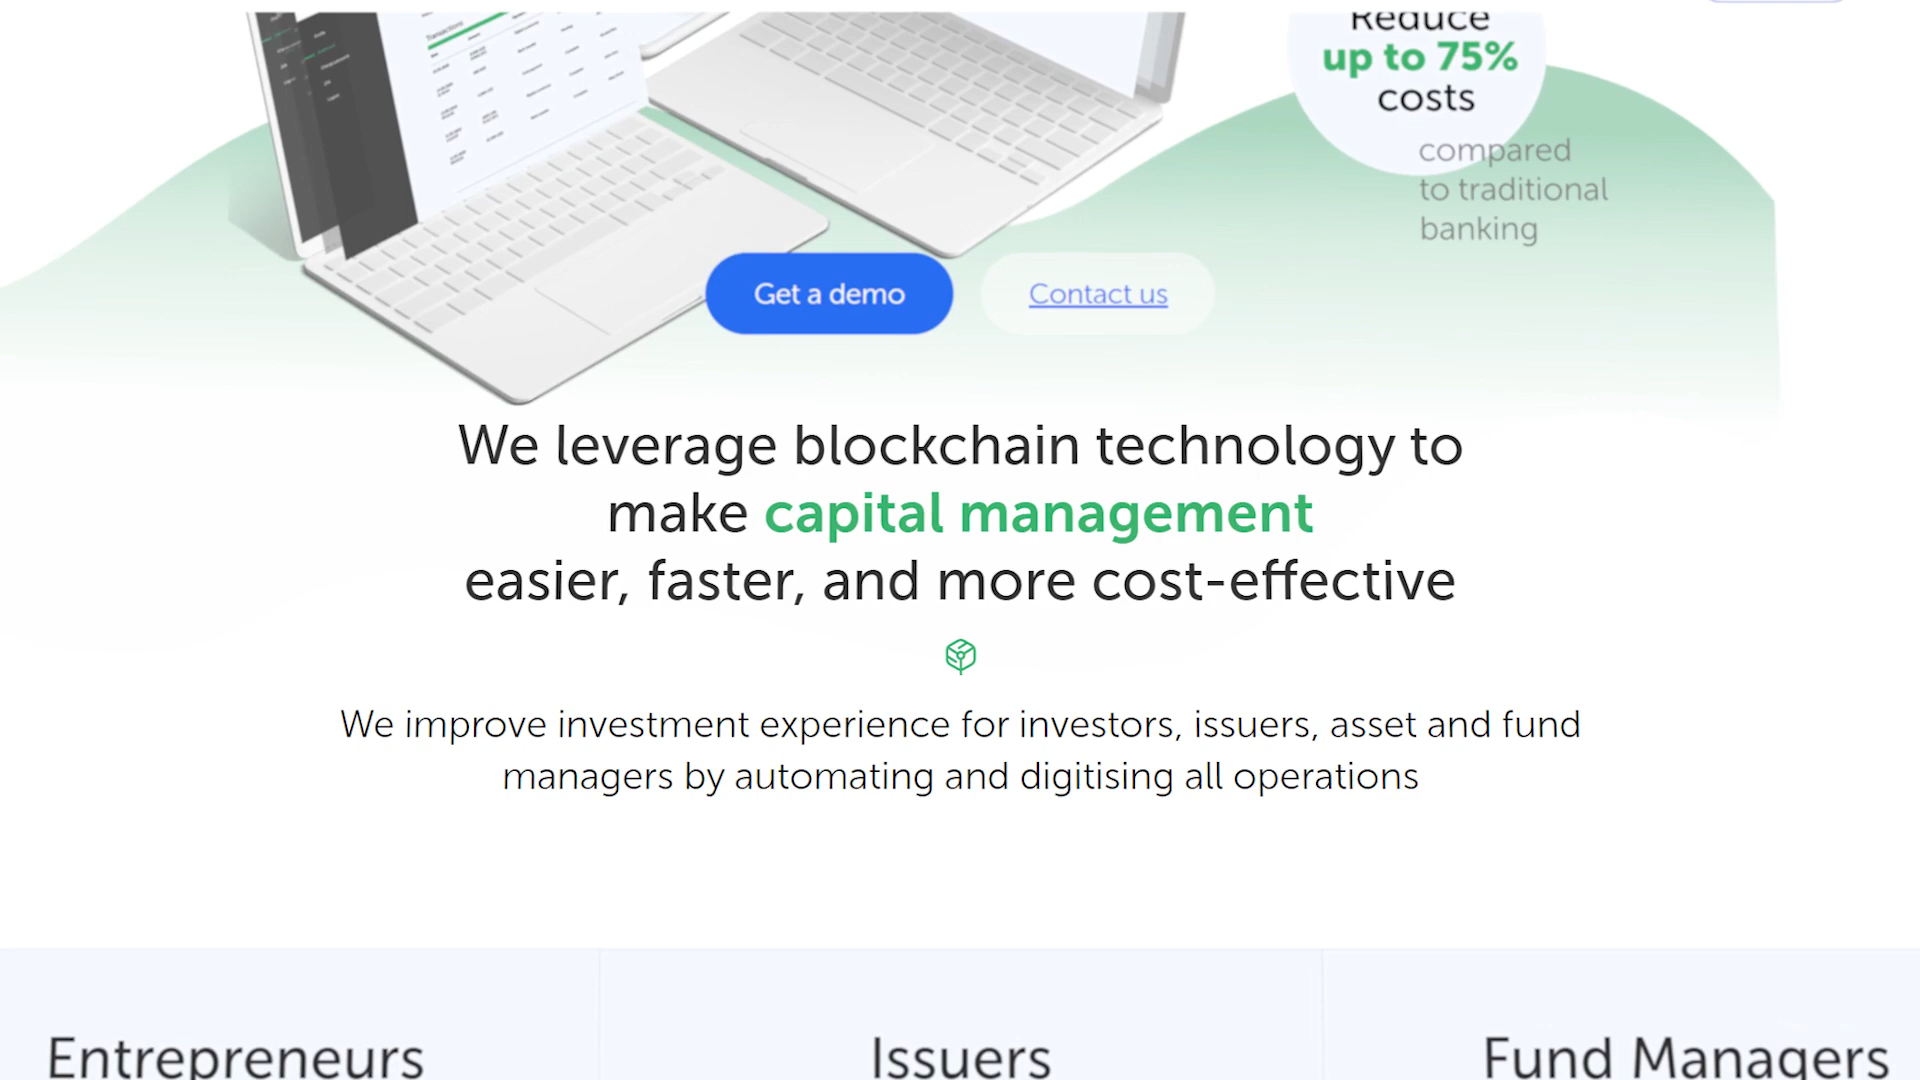 Transactions
Reduce
up to 75%
costs
compared
to traditional
banking
Get a demo
Contact us
We leverage blockchain technology to
make capital management
easier, faster, and more cost-effective
We improve investment experience for investors, issuers, asset and fund
managers by automating and digitising all operations
Entrepreneurs
Issuers
Fund Managers